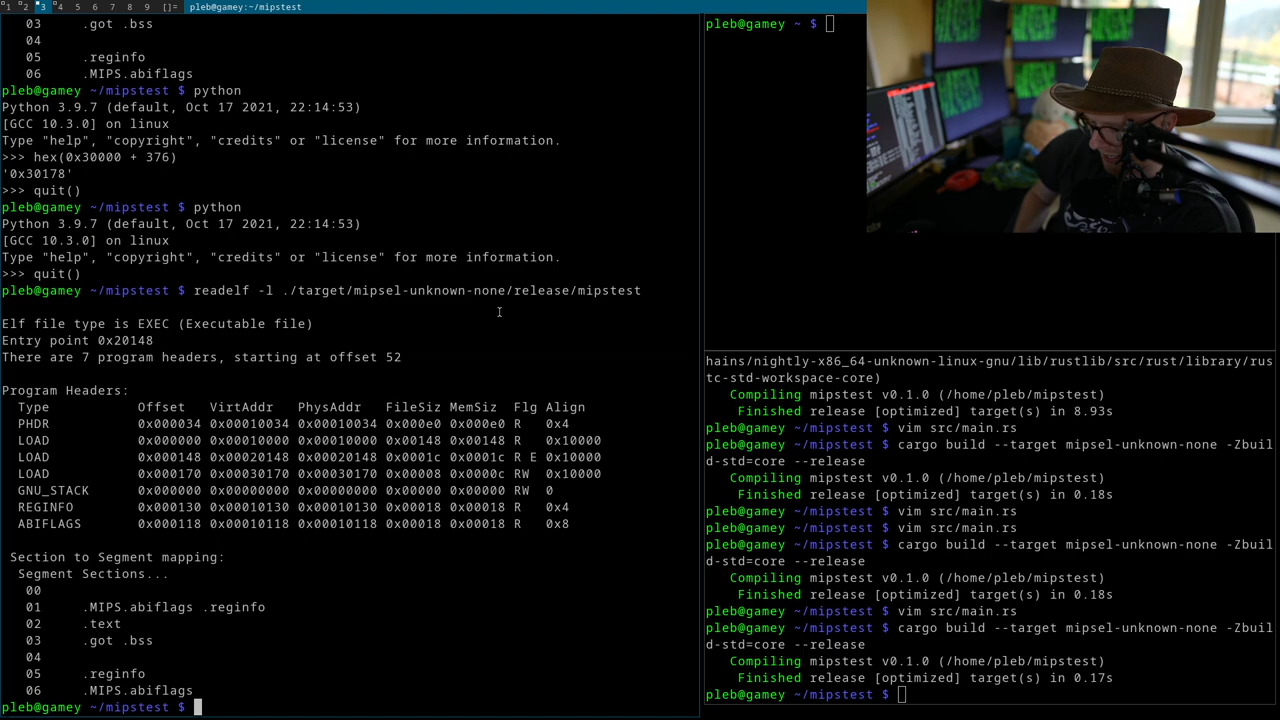 1 2 3 4 5 6 7 8 9 []= pleb@gamey:~/mipstest
03 .got .bss
04
05 .reginfo
06 .MIPS.abiflags
pleb@gamey ~/mipstest $ python
Python 3.9.7 (default, Oct 17 2021, 22:14:53)
[GCC 10.3.0] on linux
Type "help", "copyright", "credits" or "license" for more information.
>>> hex(0x30000 + 376)
'0x30178'
>>> quit()
pleb@gamey ~/mipstest $ python
Python 3.9.7 (default, Oct 17 2021, 22:14:53)
[GCC 10.3.0] on linux
Type "help", "copyright", "credits" or "license" for more information.
>>> quit()
pleb@gamey ~/mipstest $ readelf -l ./target/mipsel-unknown-none/release/mipstest
Elf file type is EXEC (Executable file)
Entry point 0x20148
There are 7 program headers, starting at offset 52
Program Headers:
Type Offset VirtAddr PhysAddr FileSiz MemSiz Flg Align
PHDR 0x000034 0x00010034 0x00010034 0x000e0 0x000e0 R 0x4
LOAD 0x000000 0x00010000 0x00010000 0x00148 0x00148 R 0x10000
LOAD 0x000148 0x00020148 0x00020148 0x0001c 0x0001c R E 0x10000
LOAD 0x000170 0x00030170 0x00030170 0x00008 0x0000c RW 0x10000
GNU_STACK 0x000000 0x00000000 0x00000000 0x00000 0x00000 RW 0
REGINFO 0x000130 0x00010130 0x00010130 0x00018 0x00018 R 0x4
ABIFLAGS 0x000118 0x00010118 0x00010118 0x00018 0x00018 R 0x8
Section to Segment mapping:
Segment Sections...
00
01 .MIPS.abiflags .reginfo
02 .text
03 .got .bss
04
05 .reginfo
06 .MIPS.abiflags
pleb@gamey ~/mipstest $
pleb@gamey ~ $
hains/nightly-x86_64-unknown-linux-gnu/lib/rustlib/src/rust/library/rus
tc-std-workspace-core)
Compiling mipstest v0.1.0 (/home/pleb/mipstest)
Finished release [optimized] target(s) in 8.93s
pleb@gamey ~/mipstest $ vim src/main.rs
pleb@gamey ~/mipstest $ cargo build --target mipsel-unknown-none -Zbuil
d-std=core --release
Compiling mipstest v0.1.0 (/home/pleb/mipstest)
Finished release [optimized] target(s) in 0.18s
pleb@gamey ~/mipstest $ vim src/main.rs
pleb@gamey ~/mipstest $ vim src/main.rs
pleb@gamey ~/mipstest $ cargo build --target mipsel-unknown-none -Zbuil
d-std=core --release
Compiling mipstest v0.1.0 (/home/pleb/mipstest)
Finished release [optimized] target(s) in 0.18s
pleb@gamey ~/mipstest $ vim src/main.rs
pleb@gamey ~/mipstest $ cargo build --target mipsel-unknown-none -Zbuil
d-std=core --release
Compiling mipstest v0.1.0 (/home/pleb/mipstest)
Finished release [optimized] target(s) in 0.17s
pleb@gamey ~/mipstest $